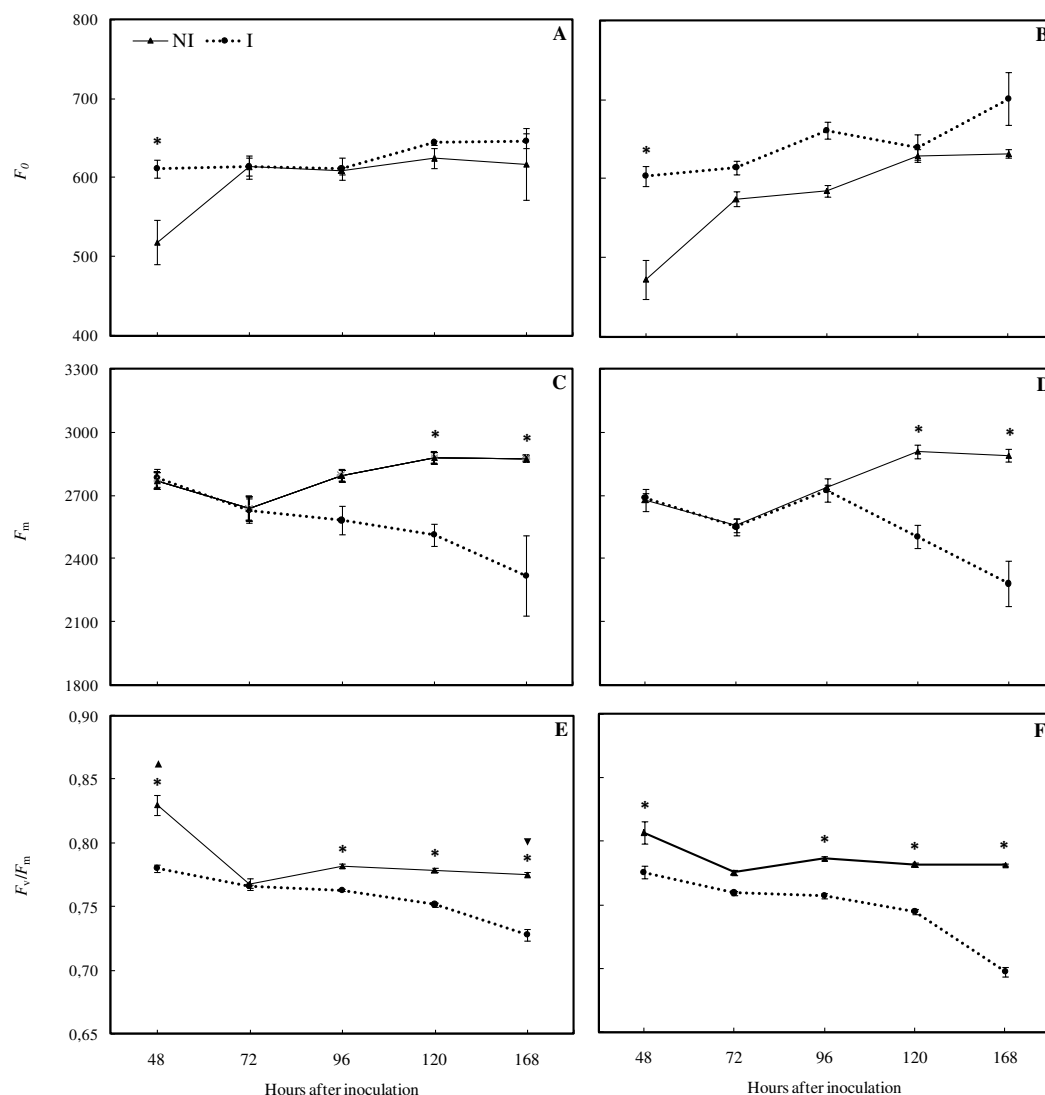 800
700
600
500
400
F0
NI I
A
*
B
*
3300
3000
2700
2400
2100
1800
Fm
C
* *
D
* *
0,90
0,85
0,80
0,75
0,70
0,65
Fv/Fm
E
▲
* * * ▼
*
F
* * * *
48 72 96 120 168
48 72 96 120 168
Hours after inoculation
Hours after inoculation